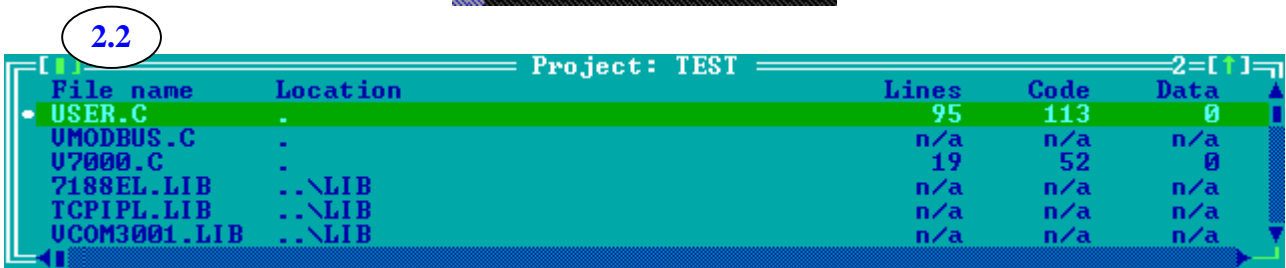 2.2
[▮] Project: TEST 2=[↑]
File name Location Lines Code Data
USER.C . 95 113 0
VMODBUS.C . n/a n/a n/a
V7000.C . 19 52 0
7188EL.LIB ..\LIB n/a n/a n/a
TCPIPL.LIB ..\LIB n/a n/a n/a
VCOM3001.LIB ..\LIB n/a n/a n/a